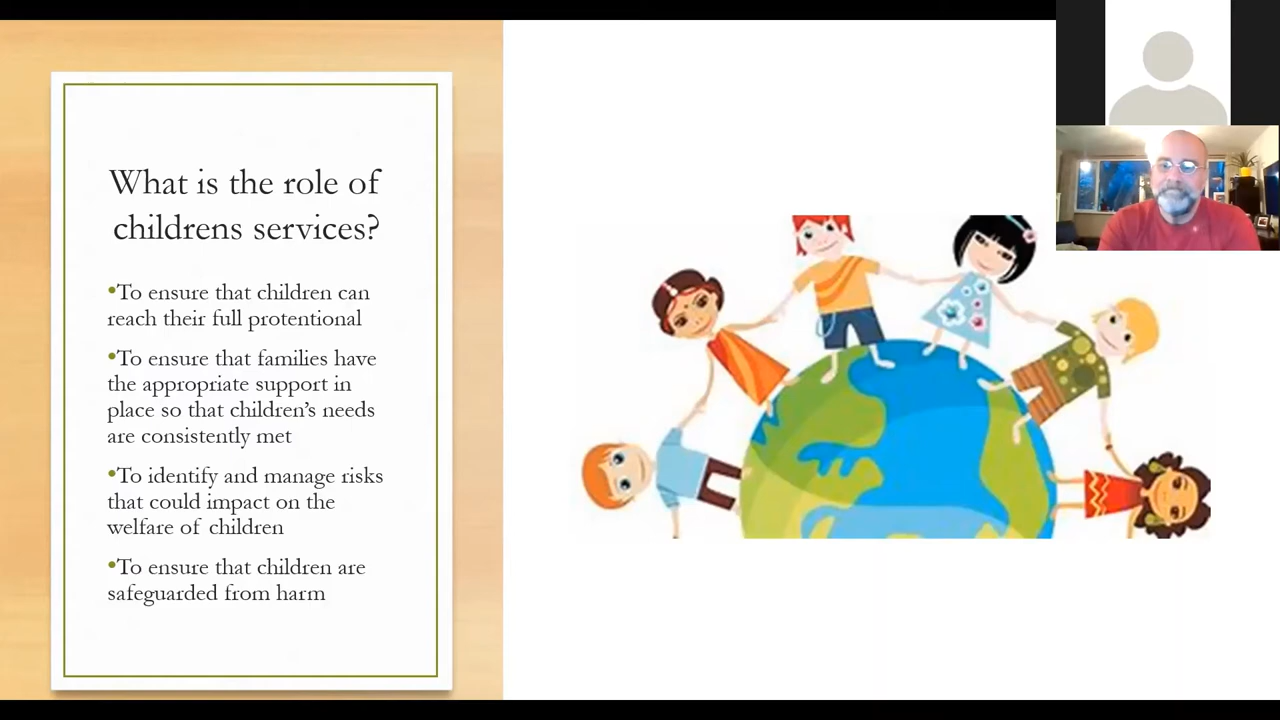 What is the role of
childrens services?
•To ensure that children can
reach their full protentional
•To ensure that families have
the appropriate support in
place so that children’s needs
are consistently met
•To identify and manage risks
that could impact on the
welfare of children
•To ensure that children are
safeguarded from harm